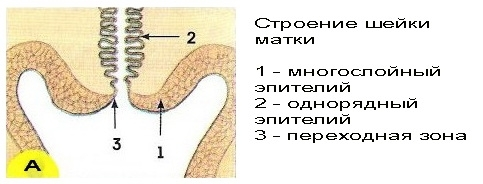 Строение шейки
матки
1 - многослойный
эпителий
2 - однорядный
эпителий
3 - переходная зона
2
3
1
А